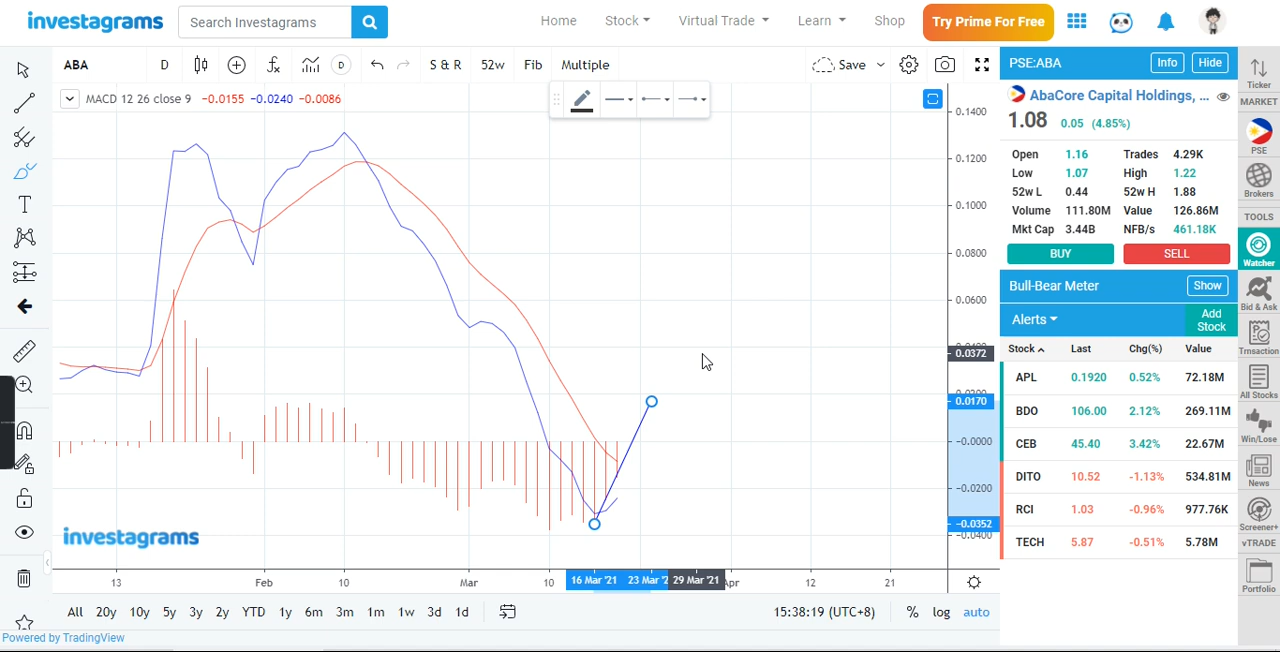 investagrams
Search Investagrams
Home
Stock
Virtual Trade
Learn
Shop
Try Prime For Free
ABA
D
D
S & R
52w
Fib
Multiple
Save
MACD 12 26 close 9 −0.0155 −0.0240 −0.0086
0.1400
0.1200
0.1000
0.0800
0.0600
0.0372
0.0170
−0.0000
−0.0200
−0.0352
−0.0400
investagrams
13
Feb
10
Mar
10
16 Mar '21
23 Mar '2
29 Mar '21
Apr
12
21
All 20y 10y 5y 3y 2y YTD 1y 6m 3m 1m 1w 3d 1d
15:38:19 (UTC+8)
% log auto
Powered by TradingView
PSE:ABA
Info
Hide
AbaCore Capital Holdings, ...
1.08 0.05 (4.85%)
Open 1.16 Trades 4.29K
Low 1.07 High 1.22
52w L 0.44 52w H 1.88
Volume 111.80M Value 126.86M
Mkt Cap 3.44B NFB/s 461.18K
BUY
SELL
Bull-Bear Meter
Show
Alerts
Add
Stock
Stock Last Chg(%) Value
APL 0.1920 0.52% 72.18M
BDO 106.00 2.12% 269.11M
CEB 45.40 3.42% 22.67M
DITO 10.52 -1.13% 534.81M
RCI 1.03 -0.96% 977.76K
TECH 5.87 -0.51% 5.78M
Ticker
MARKET
PSE
Brokers
TOOLS
Watcher
Bid & Ask
Trnsaction
All Stocks
Win/Lose
News
Screener+
vTRADE
Portfolio